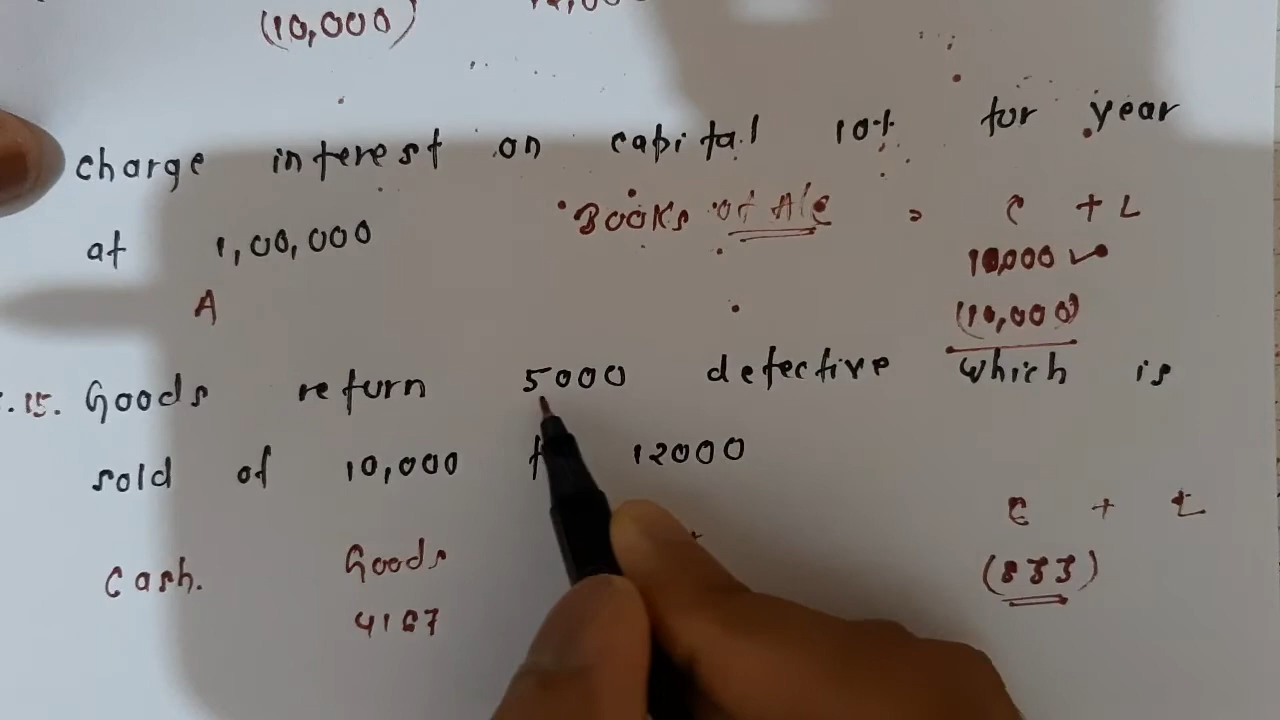 (10,000)
charge interest on capital 10% for year
Books of A/C = C + L
at 1,00,000
10,000 ✓
A
(10,000)
.15. Goods return 5000 defective which is
sold of 10,000 12000
C + L
Cash. Goods
(833)
4167